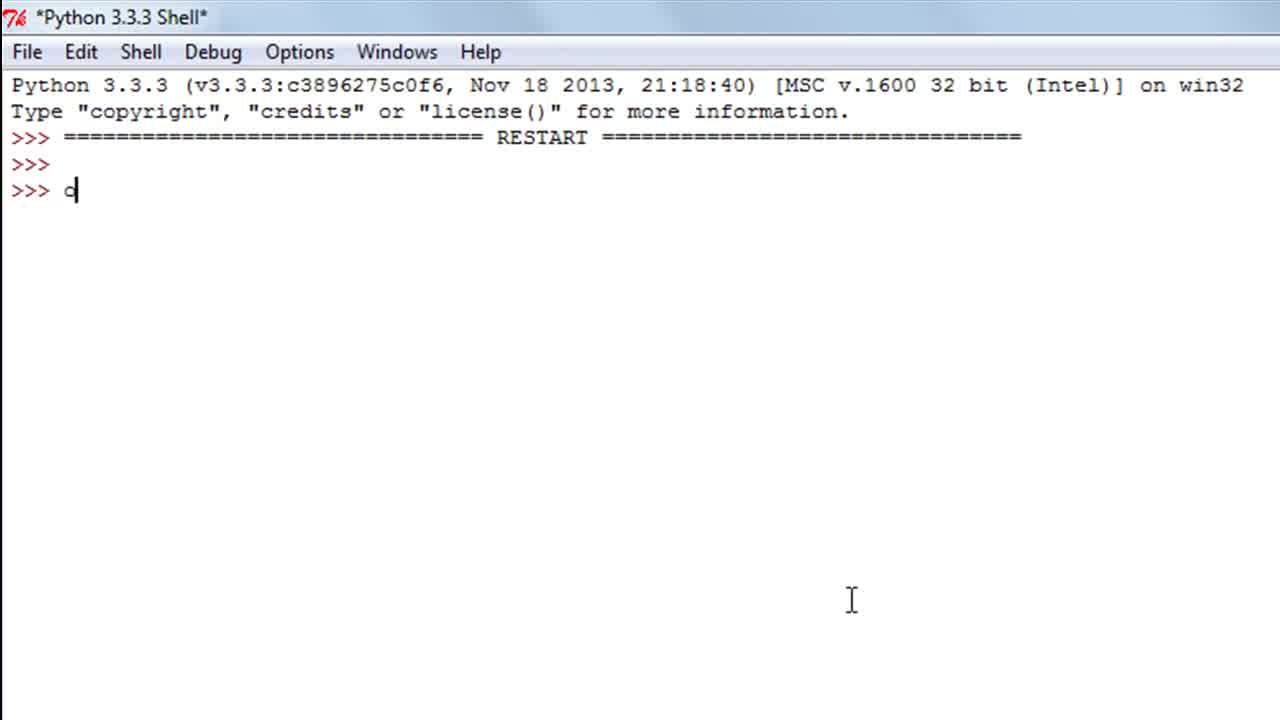 *Python 3.3.3 Shell*
File Edit Shell Debug Options Windows Help
Python 3.3.3 (v3.3.3:c3896275c0f6, Nov 18 2013, 21:18:40) [MSC v.1600 32 bit (Intel)] on win32
Type "copyright", "credits" or "license()" for more information.
>>> ================================ RESTART ================================
>>>
>>> c